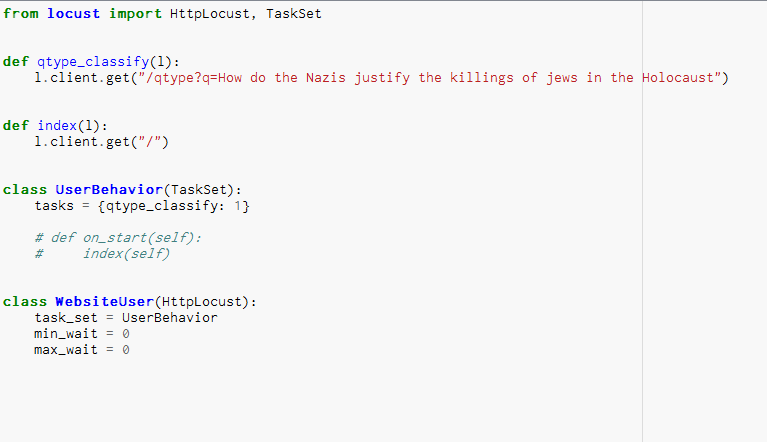 from locust import HttpLocust, TaskSet
def qtype_classify(l):
    l.client.get("/qtype?q=How do the Nazis justify the killings of jews in the Holocaust")
def index(l):
    l.client.get("/")
class UserBehavior(TaskSet):
    tasks = {qtype_classify: 1}
    # def on_start(self):
    #     index(self)
class WebsiteUser(HttpLocust):
    task_set = UserBehavior
    min_wait = 0
    max_wait = 0